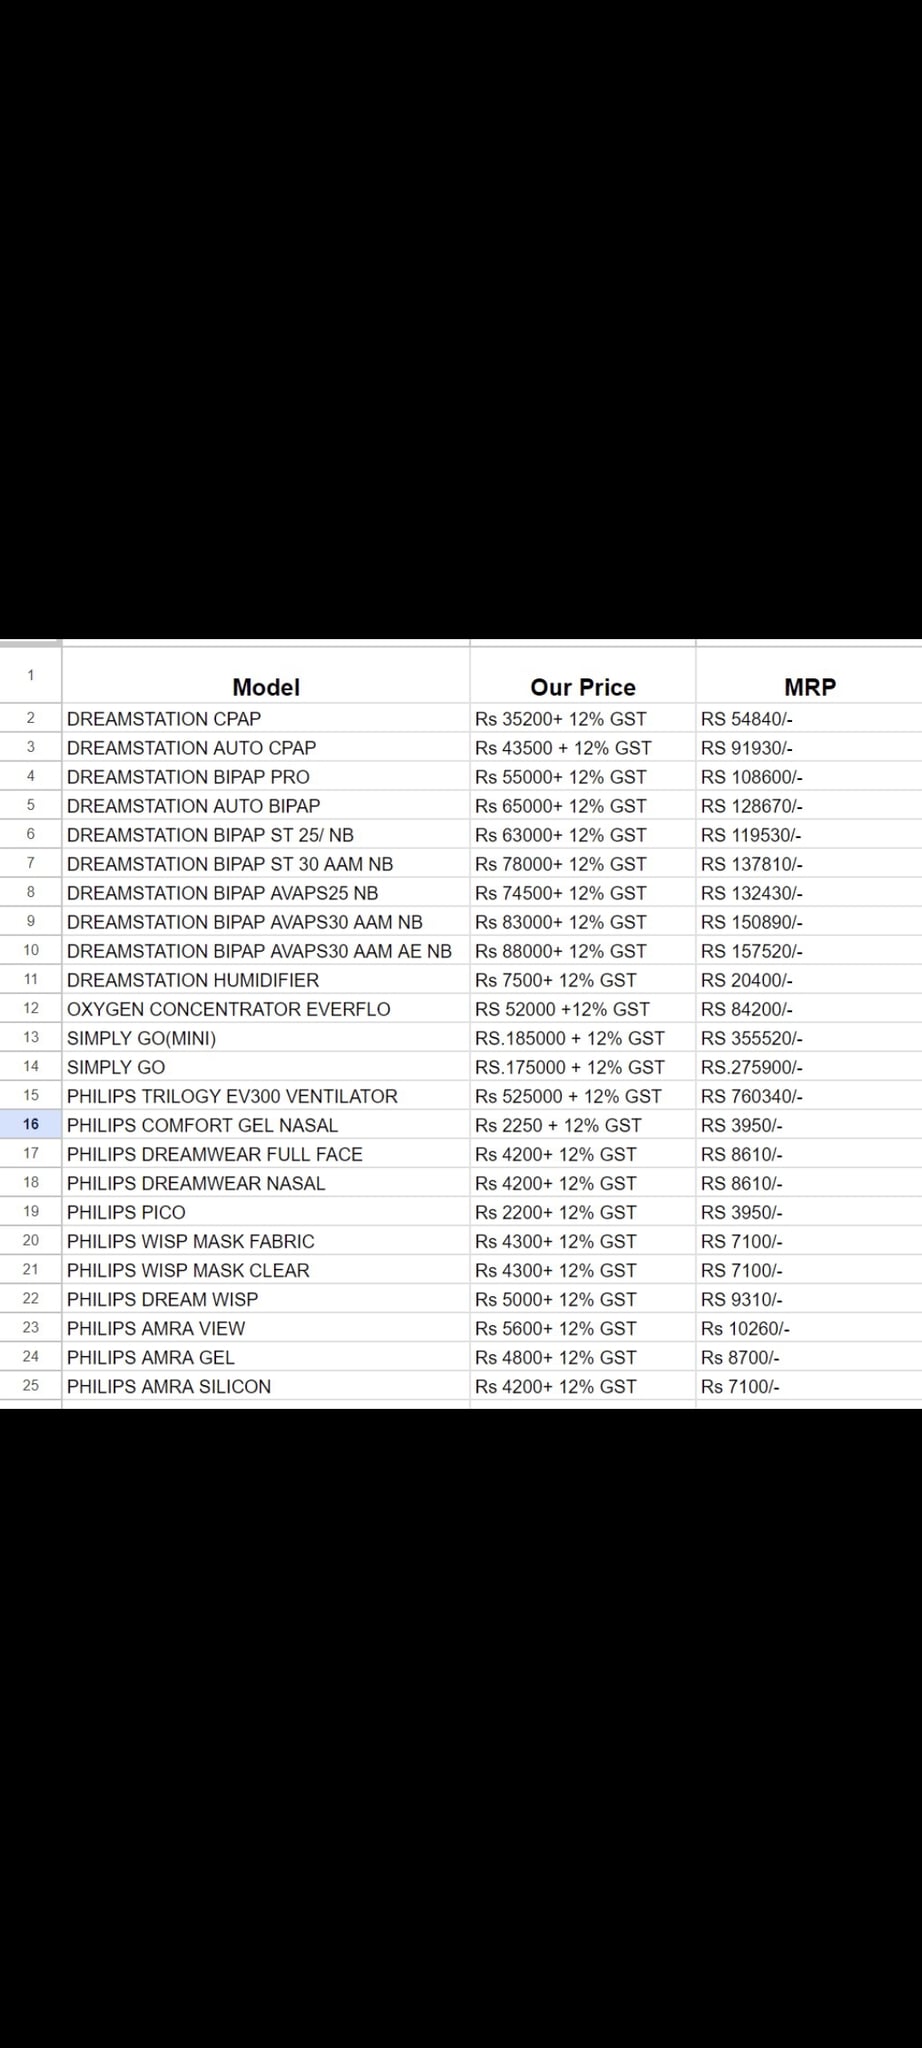 1 Model Our Price MRP
2 DREAMSTATION CPAP Rs 35200+ 12% GST RS 54840/-
3 DREAMSTATION AUTO CPAP Rs 43500 + 12% GST RS 91930/-
4 DREAMSTATION BIPAP PRO Rs 55000+ 12% GST RS 108600/-
5 DREAMSTATION AUTO BIPAP Rs 65000+ 12% GST RS 128670/-
6 DREAMSTATION BIPAP ST 25/ NB Rs 63000+ 12% GST RS 119530/-
7 DREAMSTATION BIPAP ST 30 AAM NB Rs 78000+ 12% GST RS 137810/-
8 DREAMSTATION BIPAP AVAPS25 NB Rs 74500+ 12% GST RS 132430/-
9 DREAMSTATION BIPAP AVAPS30 AAM NB Rs 83000+ 12% GST RS 150890/-
10 DREAMSTATION BIPAP AVAPS30 AAM AE NB Rs 88000+ 12% GST RS 157520/-
11 DREAMSTATION HUMIDIFIER Rs 7500+ 12% GST RS 20400/-
12 OXYGEN CONCENTRATOR EVERFLO RS 52000 +12% GST RS 84200/-
13 SIMPLY GO(MINI) RS.185000 + 12% GST RS 355520/-
14 SIMPLY GO RS.175000 + 12% GST RS.275900/-
15 PHILIPS TRILOGY EV300 VENTILATOR Rs 525000 + 12% GST RS 760340/-
16 PHILIPS COMFORT GEL NASAL Rs 2250 + 12% GST RS 3950/-
17 PHILIPS DREAMWEAR FULL FACE Rs 4200+ 12% GST RS 8610/-
18 PHILIPS DREAMWEAR NASAL Rs 4200+ 12% GST RS 8610/-
19 PHILIPS PICO Rs 2200+ 12% GST RS 3950/-
20 PHILIPS WISP MASK FABRIC Rs 4300+ 12% GST RS 7100/-
21 PHILIPS WISP MASK CLEAR Rs 4300+ 12% GST RS 7100/-
22 PHILIPS DREAM WISP Rs 5000+ 12% GST RS 9310/-
23 PHILIPS AMRA VIEW Rs 5600+ 12% GST Rs 10260/-
24 PHILIPS AMRA GEL Rs 4800+ 12% GST Rs 8700/-
25 PHILIPS AMRA SILICON Rs 4200+ 12% GST Rs 7100/-